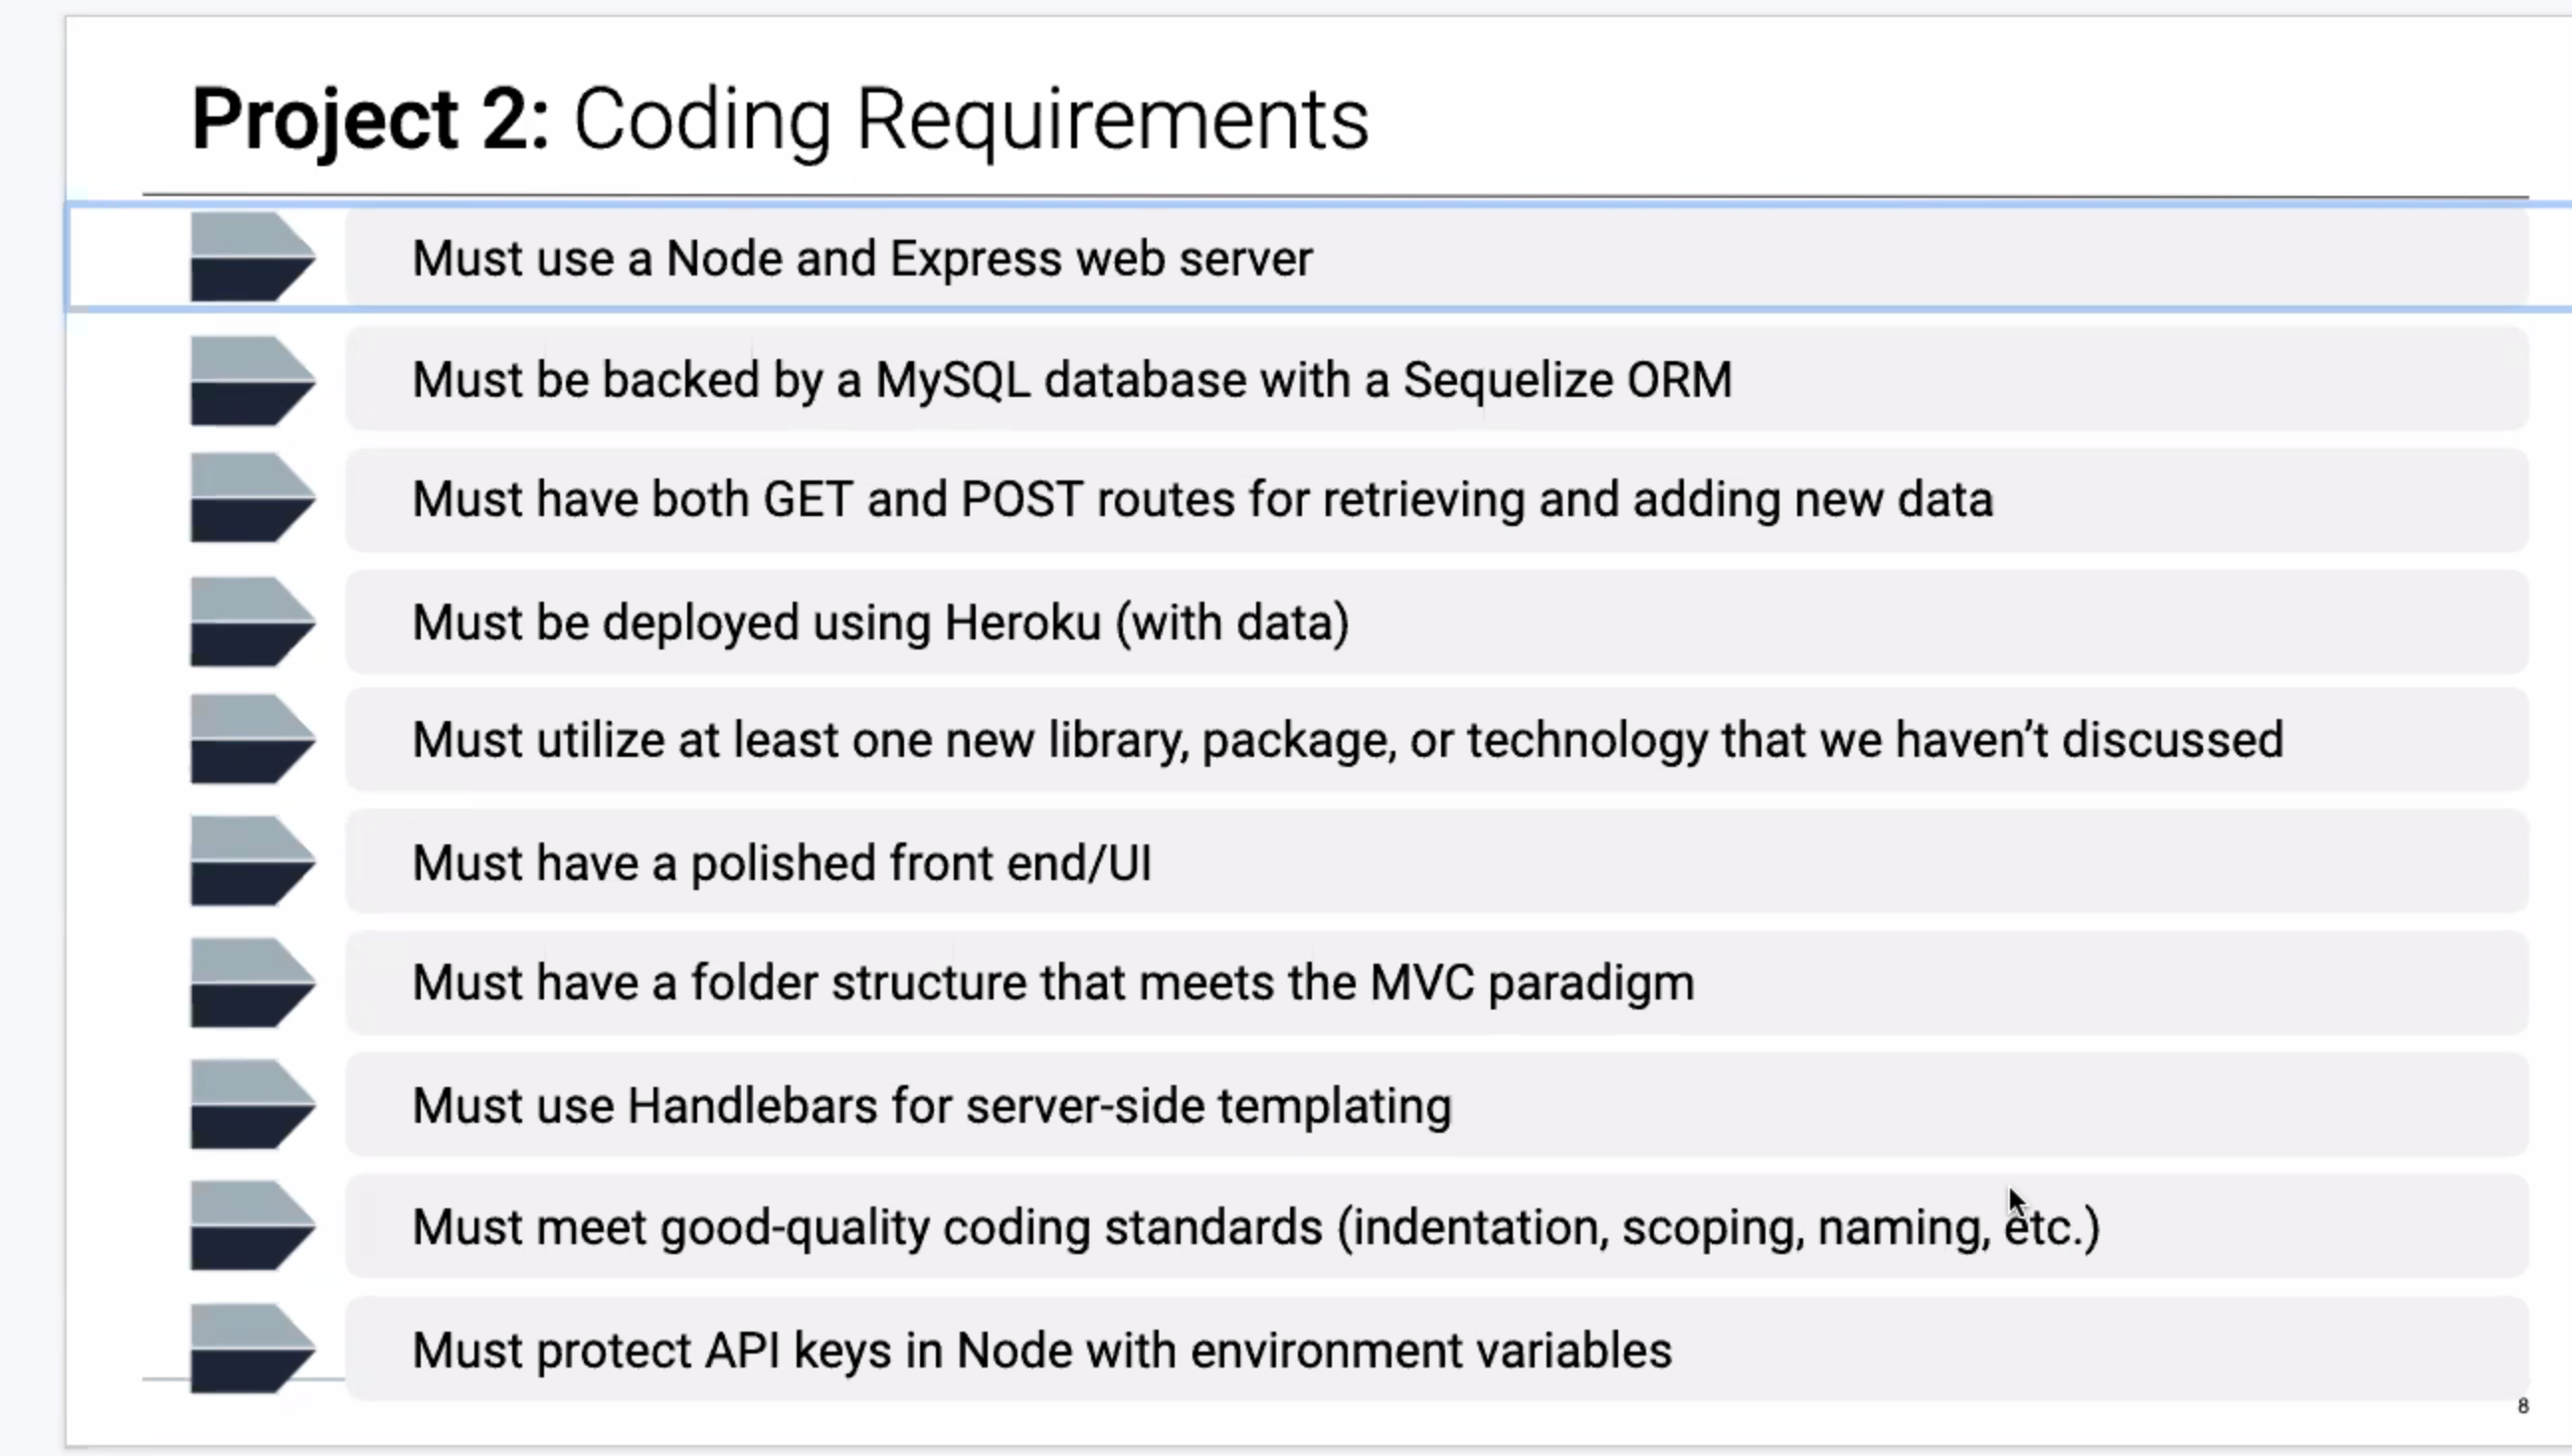 Project 2: Coding Requirements
Must use a Node and Express web server
Must be backed by a MySQL database with a Sequelize ORM
Must have both GET and POST routes for retrieving and adding new data
Must be deployed using Heroku (with data)
Must utilize at least one new library, package, or technology that we haven’t discussed
Must have a polished front end/UI
Must have a folder structure that meets the MVC paradigm
Must use Handlebars for server-side templating
Must meet good-quality coding standards (indentation, scoping, naming, etc.)
Must protect API keys in Node with environment variables
8